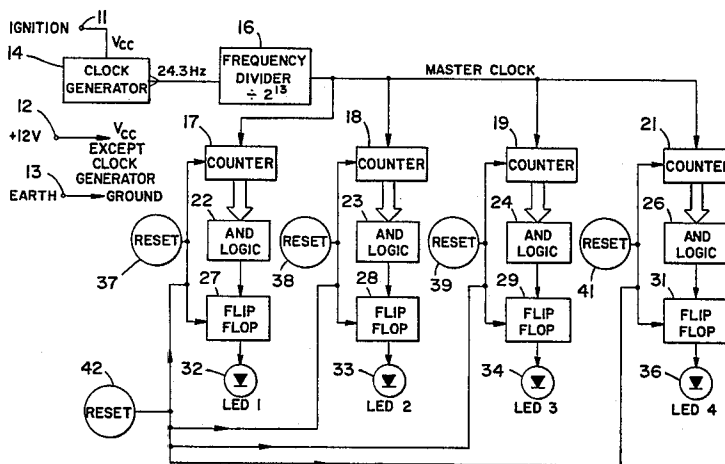 IGNITION
11
VCC
14
CLOCK
GENERATOR
24.3Hz
16
FREQUENCY
DIVIDER
÷ 2¹³
MASTER CLOCK
12
+12V
VCC
EXCEPT
CLOCK
GENERATOR
13
EARTH
GROUND
17
COUNTER
18
COUNTER
19
COUNTER
21
COUNTER
22
AND
LOGIC
23
AND
LOGIC
24
AND
LOGIC
26
AND
LOGIC
RESET
37
RESET
38
RESET
39
RESET
41
27
FLIP
FLOP
28
FLIP
FLOP
29
FLIP
FLOP
31
FLIP
FLOP
32
LED 1
33
LED 2
34
LED 3
36
LED 4
42
RESET